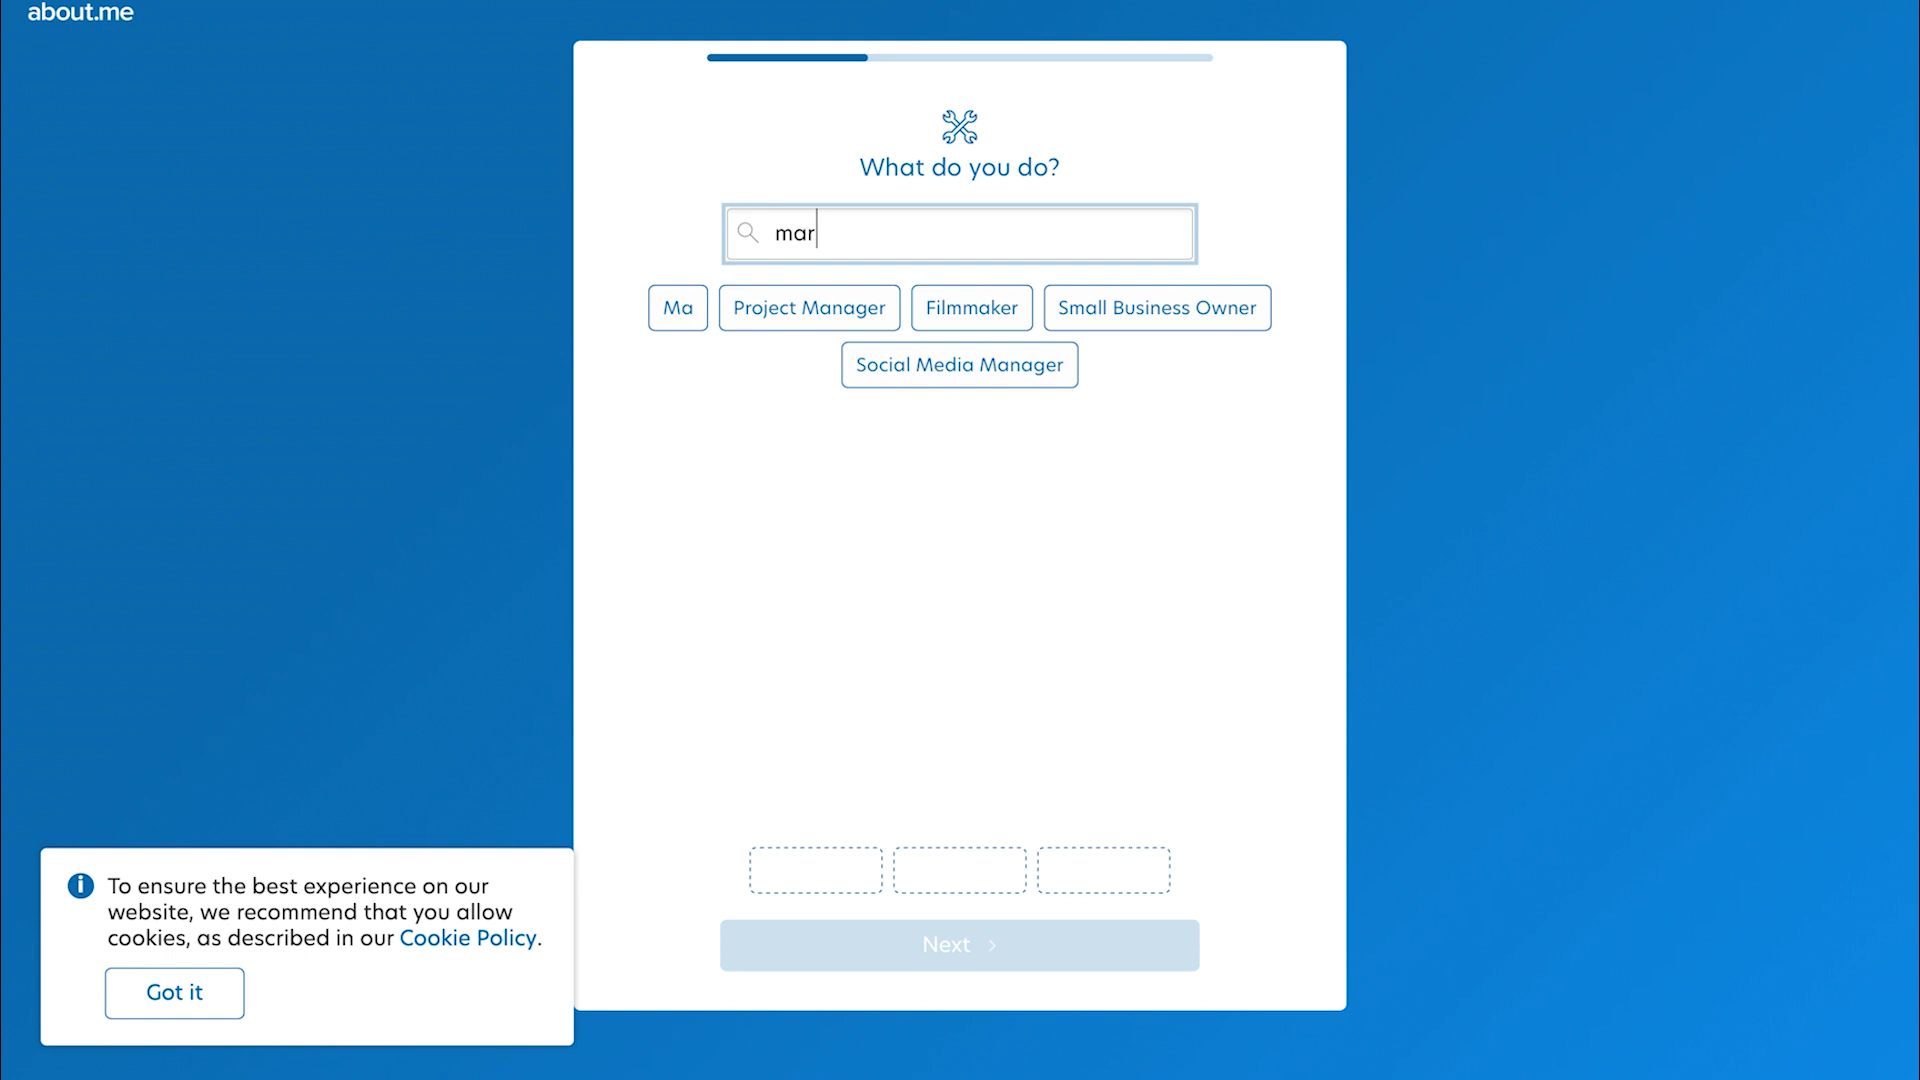 about.me
What do you do?
mar
Ma
Project Manager
Filmmaker
Small Business Owner
Social Media Manager
Next
To ensure the best experience on our
website, we recommend that you allow
cookies, as described in our Cookie Policy.
Got it